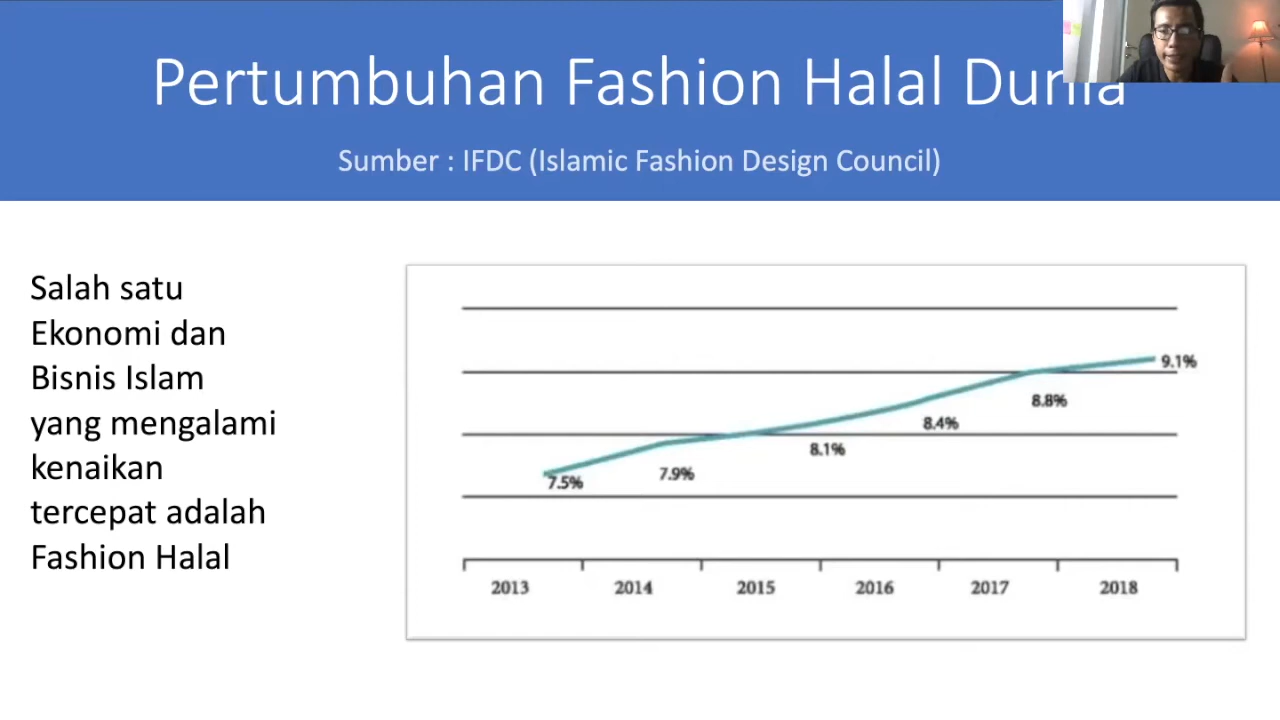 Pertumbuhan Fashion Halal Dunia
Sumber : IFDC (Islamic Fashion Design Council)
Salah satu
Ekonomi dan
Bisnis Islam
yang mengalami
kenaikan
tercepat adalah
Fashion Halal
9.1%
8.8%
8.4%
8.1%
7.9%
7.5%
2013 2014 2015 2016 2017 2018